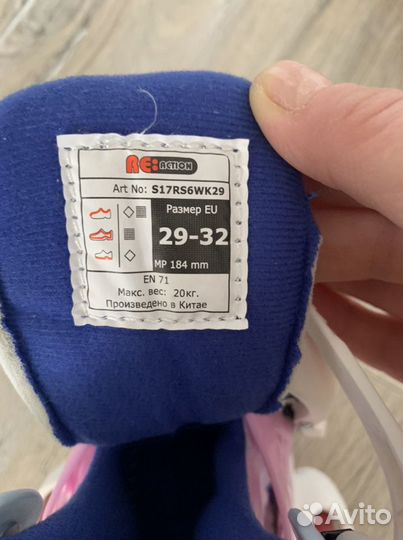 RE:ACTION
Art No: S17RS6WK29
Размер EU
29-32
MP 184 mm
EN 71
Макс. вес: 20кг.
Произведено в Китае
Avito